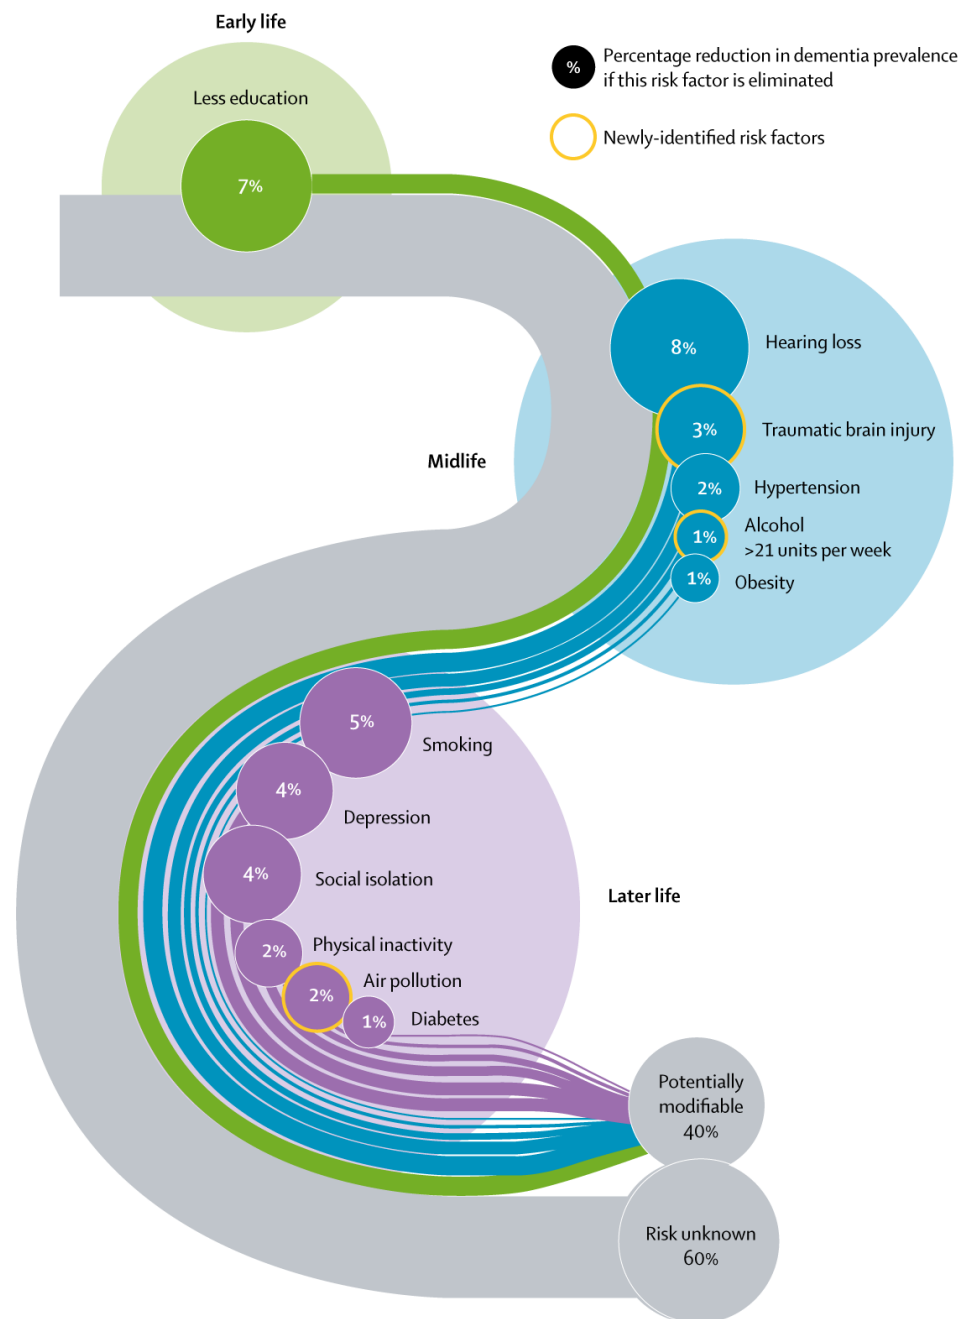 Early life
%
Percentage reduction in dementia prevalence
if this risk factor is eliminated
Newly-identified risk factors
Less education
7%
8%
Hearing loss
3%
Traumatic brain injury
Midlife
2%
Hypertension
1%
Alcohol
>21 units per week
1%
Obesity
5%
Smoking
4%
Depression
4%
Social isolation
Later life
2%
Physical inactivity
2%
Air pollution
1%
Diabetes
Potentially
modifiable
40%
Risk unknown
60%